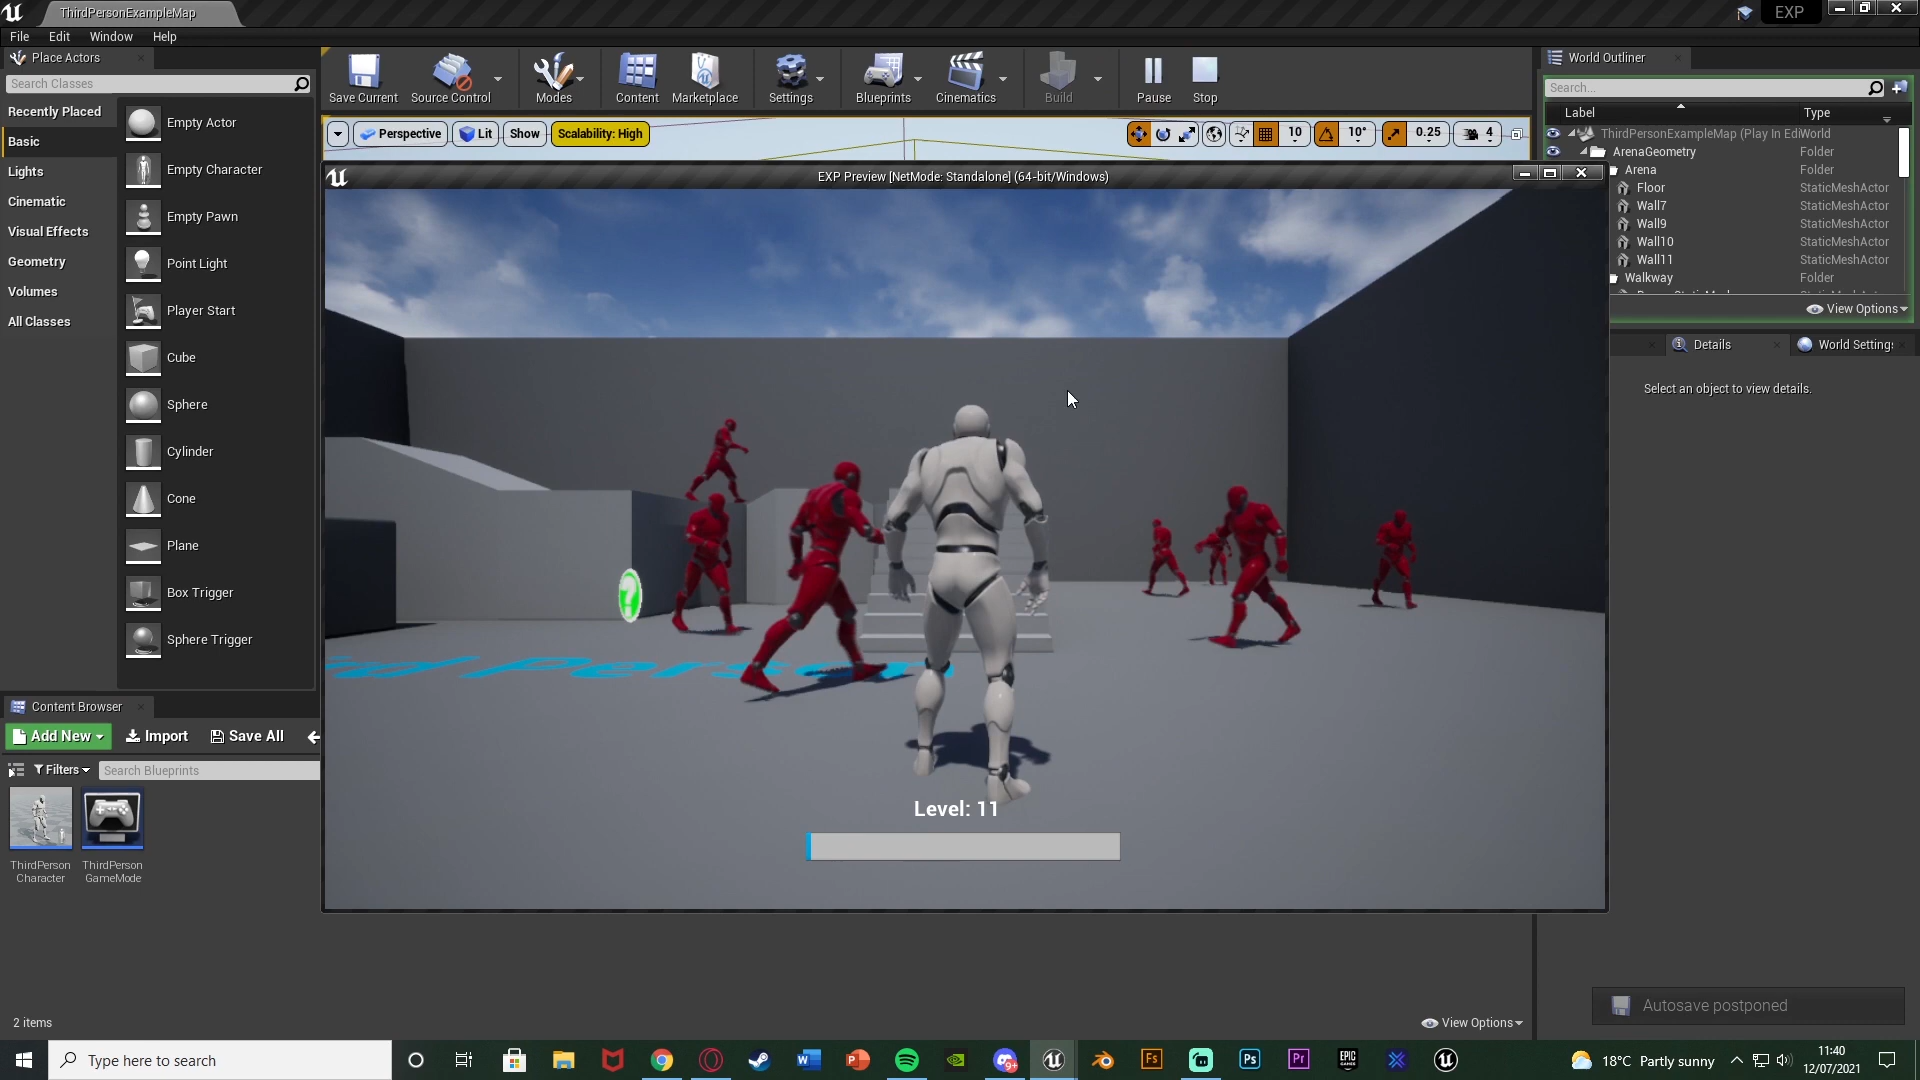 ThirdPersonExampleMap
EXP
File Edit Window Help
Place Actors
Search Classes
Recently Placed
Basic
Lights
Cinematic
Visual Effects
Geometry
Volumes
All Classes
Empty Actor
Empty Character
Empty Pawn
Point Light
Player Start
Cube
Sphere
Cylinder
Cone
Plane
Box Trigger
Sphere Trigger
Save Current
Source Control
Modes
Content
Marketplace
Settings
Blueprints
Cinematics
Build
Pause
Stop
Perspective
Lit
Show
Scalability: High
10
10°
0.25
4
EXP Preview [NetMode: Standalone] (64-bit/Windows)
?
Level: 11
World Outliner
Search...
Label Type
ThirdPersonExampleMap (Play In Edi World
ArenaGeometry Folder
Arena Folder
Floor StaticMeshActor
Wall7 StaticMeshActor
Wall9 StaticMeshActor
Wall10 StaticMeshActor
Wall11 StaticMeshActor
Walkway Folder
View Options
Details
World Settings
Select an object to view details.
Content Browser
Add New Import Save All
Filters
Search Blueprints
ThirdPerson
Character
ThirdPerson
GameMode
2 items
View Options
Autosave postponed
Type here to search
18°C Partly sunny
11:40
12/07/2021